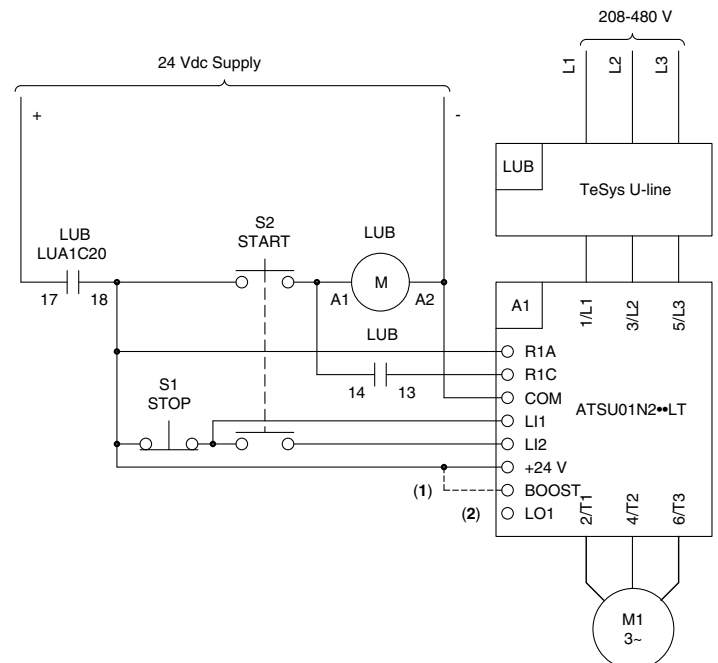 208-480 V
L1
L2
L3
24 Vdc Supply
+
-
LUB
TeSys U-line
LUB
LUA1C20
17
18
S2
START
LUB
A1
M
A2
LUB
14
13
S1
STOP
A1
1/L1
3/L2
5/L3
R1A
R1C
COM
LI1
LI2
+24 V
BOOST
LO1
ATSU01N2••LT
(1)
(2)
2/T1
4/T2
6/T3
M1
3~